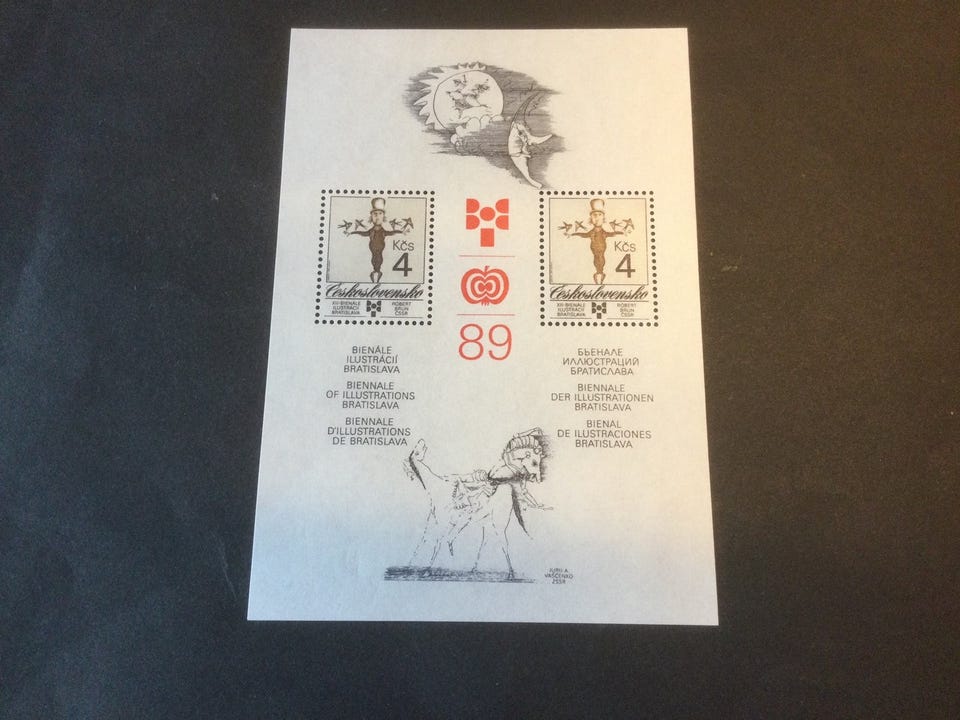 Kčs
4
Československo
XII. BIENÁLE
ILUSTRÁCIÍ
BRATISLAVA
ROBERT
BRUN
ČSSR
Kčs
4
Československo
XII. BIENÁLE
ILUSTRÁCIÍ
BRATISLAVA
ROBERT
BRUN
ČSSR
89
BIENÁLE
ILUSTRÁCIÍ
BRATISLAVA
BIENNALE
OF ILLUSTRATIONS
BRATISLAVA
BIENNALE
D'ILLUSTRATIONS
DE BRATISLAVA
БЬЕНАЛЕ
ИЛЛЮСТРАЦИЙ
БРАТИСЛАВА
BIENNALE
DER ILLUSTRATIONEN
BRATISLAVA
BIENAL
DE ILUSTRACIONES
BRATISLAVA
JURIJ A.
VAŠČENKO
ZSSR